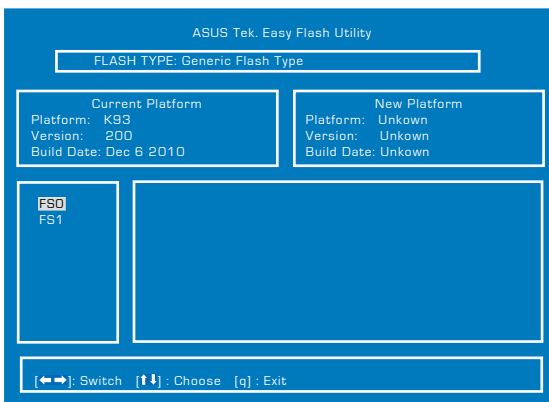 ASUS Tek. Easy Flash Utility
FLASH TYPE: Generic Flash Type
Current Platform
Platform: K93
Version: 200
Build Date: Dec 6 2010
New Platform
Platform: Unkown
Version: Unkown
Build Date: Unkown
FS0
FS1
[←→]: Switch [↑↓] : Choose [q] : Exit